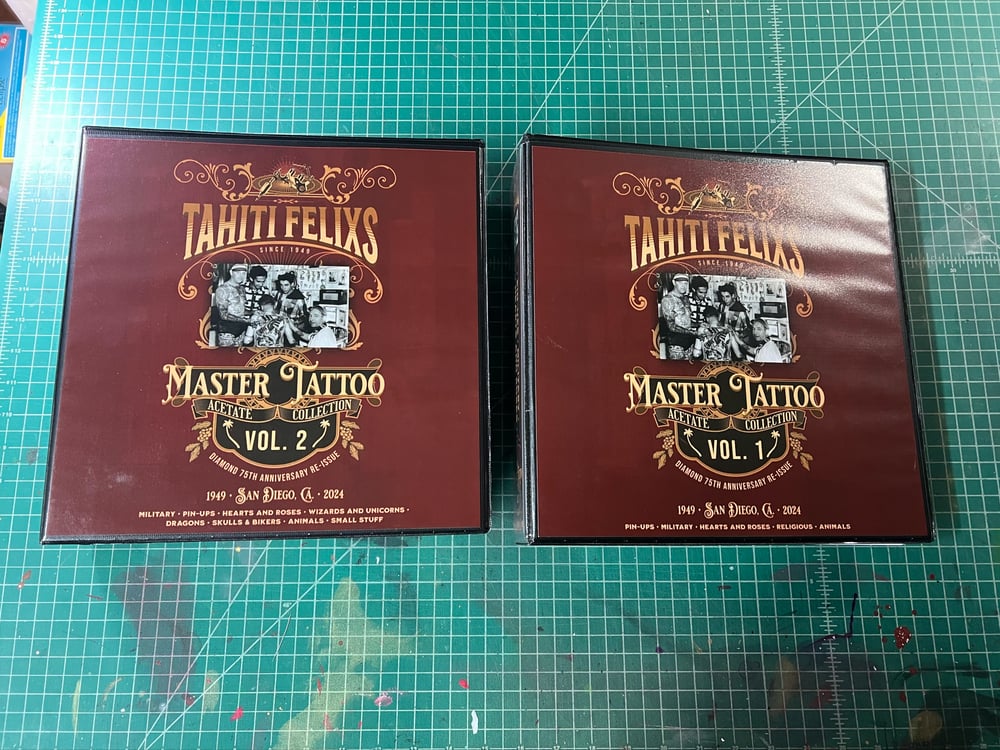 TAHITI FELIXS
SINCE 1949
MASTER TATTOO
ACETATE COLLECTION
VOL. 2
DIAMOND 75TH ANNIVERSARY RE-ISSUE
1949 · SAN DIEGO, CA. · 2024
MILITARY · PIN-UPS · HEARTS AND ROSES · WIZARDS AND UNICORNS ·
DRAGONS · SKULLS & BIKERS · ANIMALS · SMALL STUFF
TAHITI FELIXS
SINCE 1949
MASTER TATTOO
ACETATE COLLECTION
VOL. 1
DIAMOND 75TH ANNIVERSARY RE-ISSUE
1949 · SAN DIEGO, CA. · 2024
PIN-UPS · MILITARY · HEARTS AND ROSES · RELIGIOUS · ANIMALS